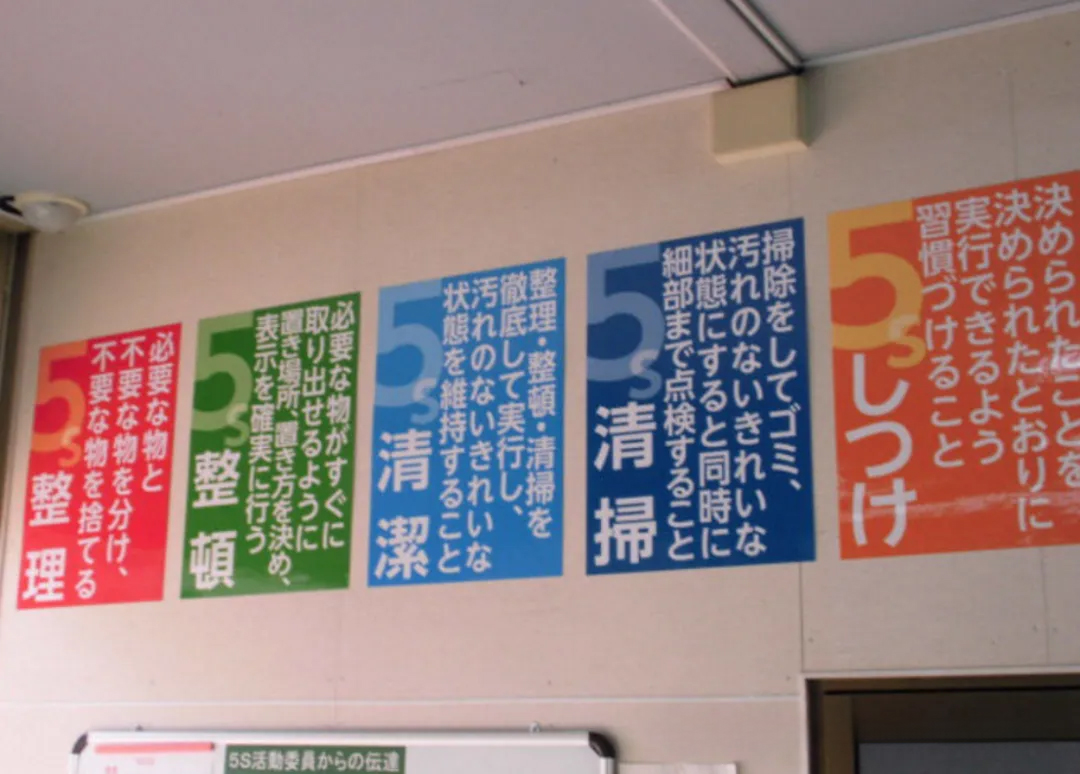 5s
整理
必要な物と
不要な物を分け、
不要な物を捨てる
5s
整頓
必要な物がすぐに
取り出せるように
置き場所、置き方を決め、
表示を確実に行う
5s
清潔
整理・整頓・清掃を
徹底して実行し、
汚れのないきれいな
状態を維持すること
5s
清掃
掃除をしてゴミ、
汚れのないきれいな
状態にすると同時に
細部まで点検すること
5s
しつけ
決められたことを
決められたとおりに
実行できるよう
習慣づけること
5S活動委員からの伝達